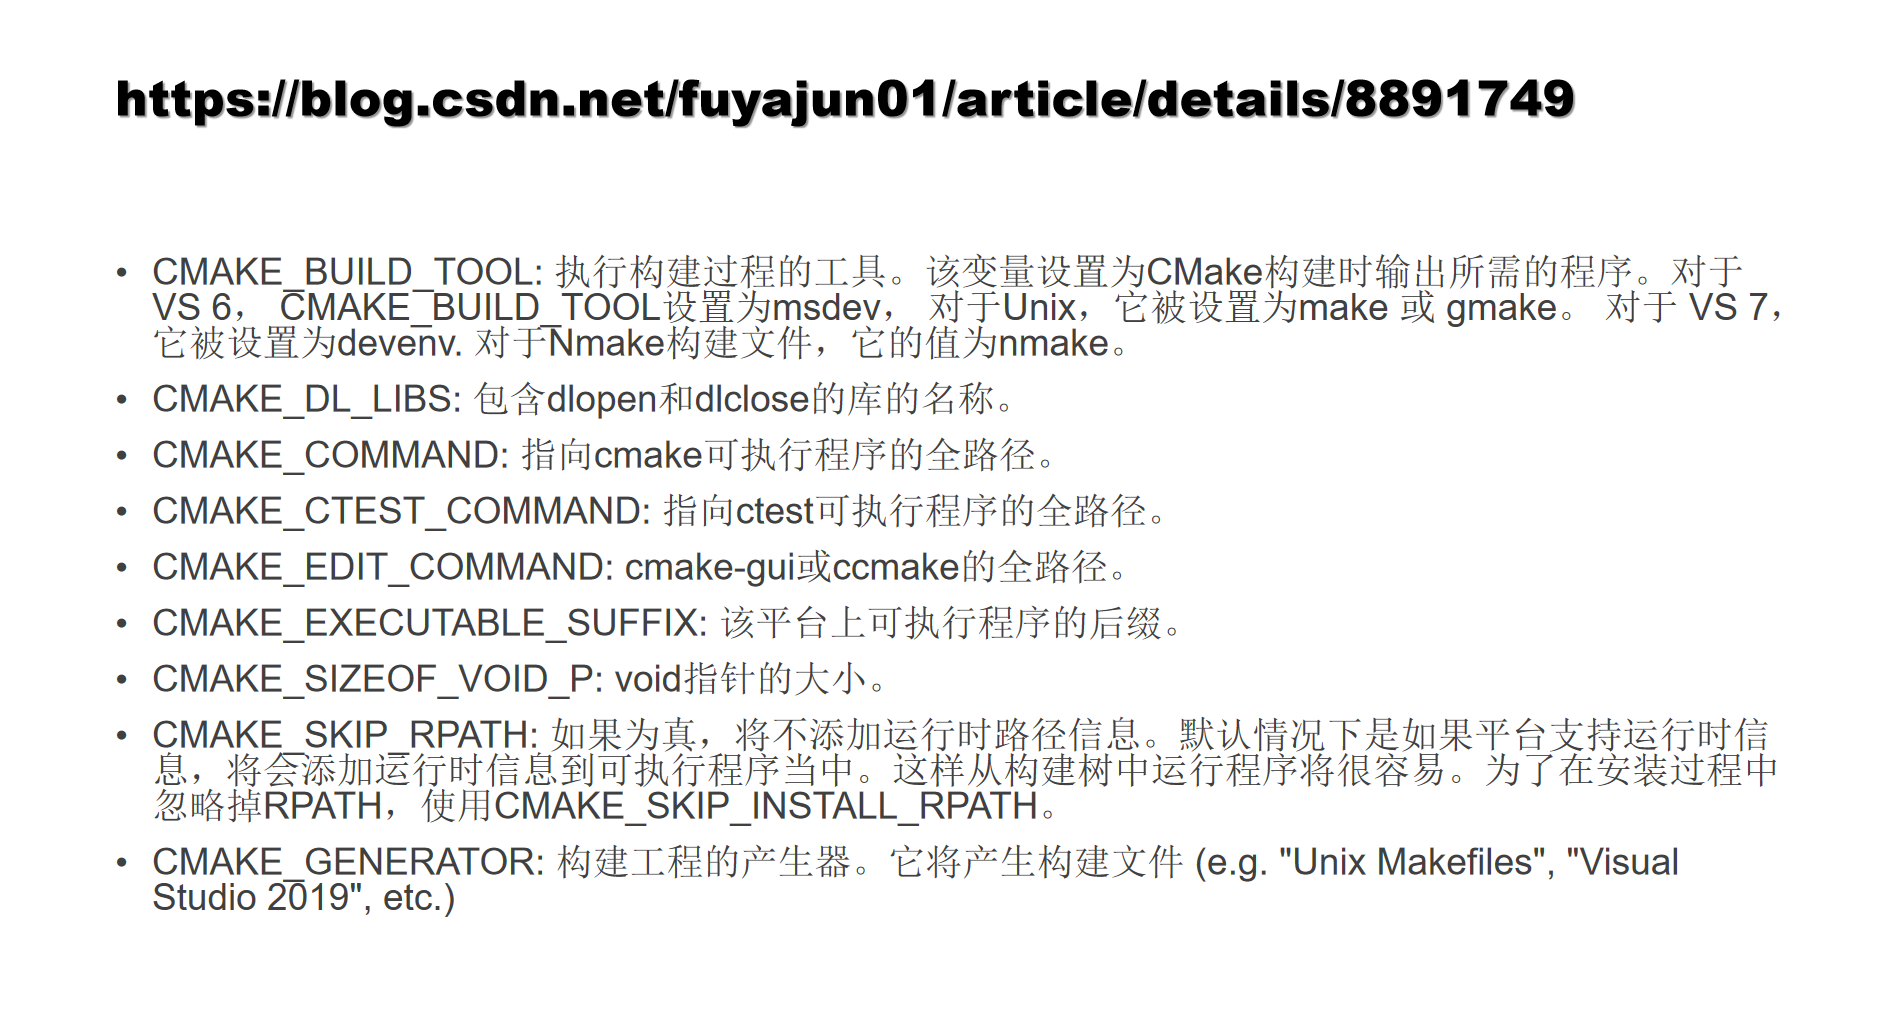 https://blog.csdn.net/fuyajun01/article/details/8891749
• CMAKE_BUILD_TOOL: 执行构建过程的工具。该变量设置为CMake构建时输出所需的程序。对于
VS 6， CMAKE_BUILD_TOOL设置为msdev， 对于Unix，它被设置为make 或 gmake。 对于 VS 7，
它被设置为devenv. 对于Nmake构建文件，它的值为nmake。
• CMAKE_DL_LIBS: 包含dlopen和dlclose的库的名称。
• CMAKE_COMMAND: 指向cmake可执行程序的全路径。
• CMAKE_CTEST_COMMAND: 指向ctest可执行程序的全路径。
• CMAKE_EDIT_COMMAND: cmake-gui或ccmake的全路径。
• CMAKE_EXECUTABLE_SUFFIX: 该平台上可执行程序的后缀。
• CMAKE_SIZEOF_VOID_P: void指针的大小。
• CMAKE_SKIP_RPATH: 如果为真，将不添加运行时路径信息。默认情况下是如果平台支持运行时信
息，将会添加运行时信息到可执行程序当中。这样从构建树中运行程序将很容易。为了在安装过程中
忽略掉RPATH，使用CMAKE_SKIP_INSTALL_RPATH。
• CMAKE_GENERATOR: 构建工程的产生器。它将产生构建文件 (e.g. "Unix Makefiles", "Visual
Studio 2019", etc.)